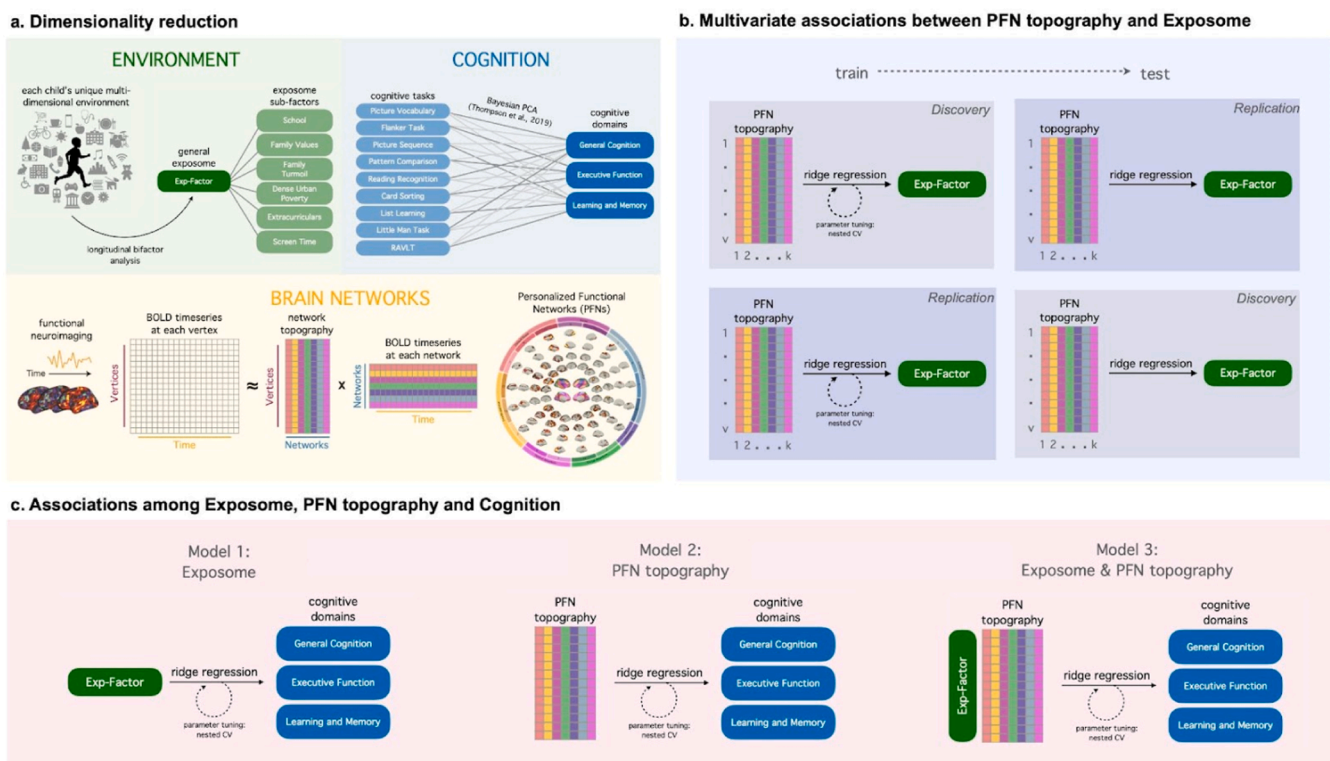 a. Dimensionality reduction
ENVIRONMENT
each child's unique multi-
dimensional environment
general
exposome
Exp-Factor
longitudinal bifactor
analysis
exposome
sub-factors
School
Family Values
Family
Turmoil
Dense Urban
Poverty
Extracurriculars
Screen Time
COGNITION
cognitive tasks
Picture Vocabulary
Flanker Task
Picture Sequence
Pattern Comparison
Reading Recognition
Card Sorting
List Learning
Little Man Task
RAVLT
Bayesian PCA
(Thompson et al., 2019)
cognitive
domains
General Cognition
Executive Function
Learning and Memory
BRAIN NETWORKS
functional
neuroimaging
Time
BOLD timeseries
at each vertex
Vertices
Time
≈
network
topography
Vertices
Networks
x
BOLD timeseries
at each network
Networks
Time
Personalized Functional
Networks (PFNs)
b. Multivariate associations between PFN topography and Exposome
train
test
Discovery
PFN
topography
1
v
1 2 . . . k
ridge regression
parameter tuning:
nested CV
Exp-Factor
Replication
PFN
topography
1
v
1 2 . . . k
ridge regression
Exp-Factor
Replication
PFN
topography
1
v
1 2 . . . k
ridge regression
parameter tuning:
nested CV
Exp-Factor
Discovery
PFN
topography
1
v
1 2 . . . k
ridge regression
Exp-Factor
c. Associations among Exposome, PFN topography and Cognition
Model 1:
Exposome
Exp-Factor
ridge regression
parameter tuning:
nested CV
cognitive
domains
General Cognition
Executive Function
Learning and Memory
Model 2:
PFN topography
PFN
topography
ridge regression
parameter tuning:
nested CV
cognitive
domains
General Cognition
Executive Function
Learning and Memory
Model 3:
Exposome & PFN topography
Exp-Factor
PFN
topography
ridge regression
parameter tuning:
nested CV
cognitive
domains
General Cognition
Executive Function
Learning and Memory